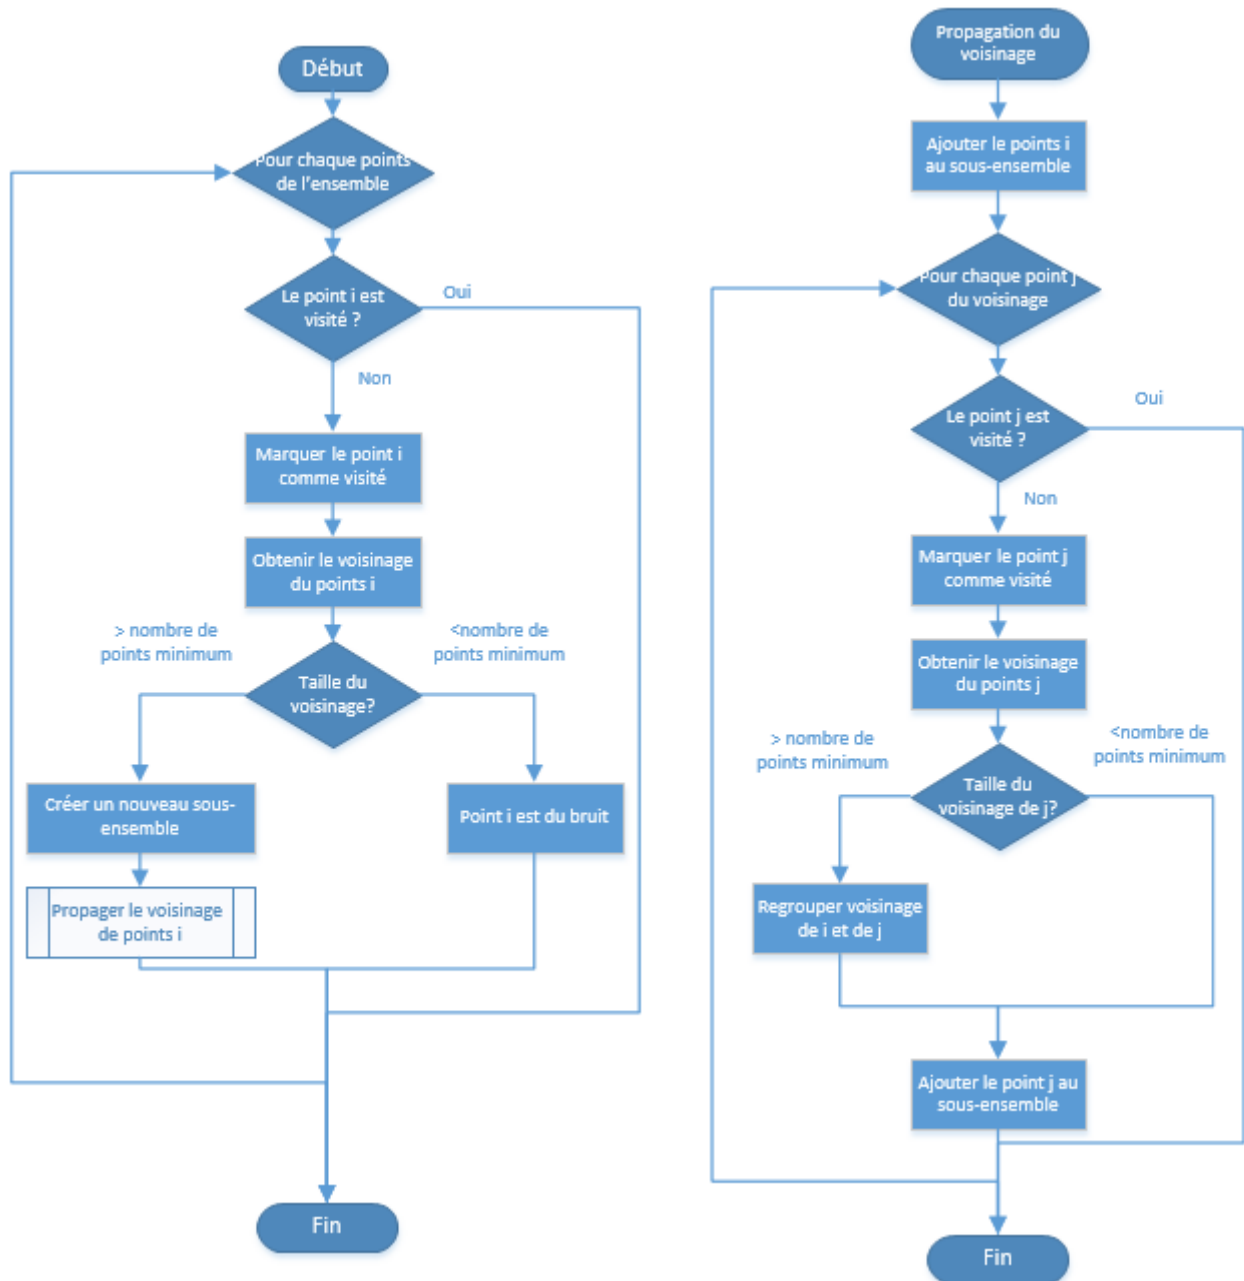 Début
Pour chaque points
de l'ensemble
Le point i est
visité ?
Oui
Non
Marquer le point i
comme visité
Obtenir le voisinage
du points i
> nombre de
points minimum
<nombre de
points minimum
Taille du
voisinage?
Créer un nouveau sous-
ensemble
Point i est du bruit
Propager le voisinage
de points i
Fin
Propagation du
voisinage
Ajouter le points i
au sous-ensemble
Pour chaque point j
du voisinage
Le point j est
visité ?
Oui
Non
Marquer le point j
comme visité
Obtenir le voisinage
du points j
> nombre de
points minimum
<nombre de
points minimum
Taille du
voisinage de j?
Regrouper voisinage
de i et de j
Ajouter le point j au
sous-ensemble
Fin